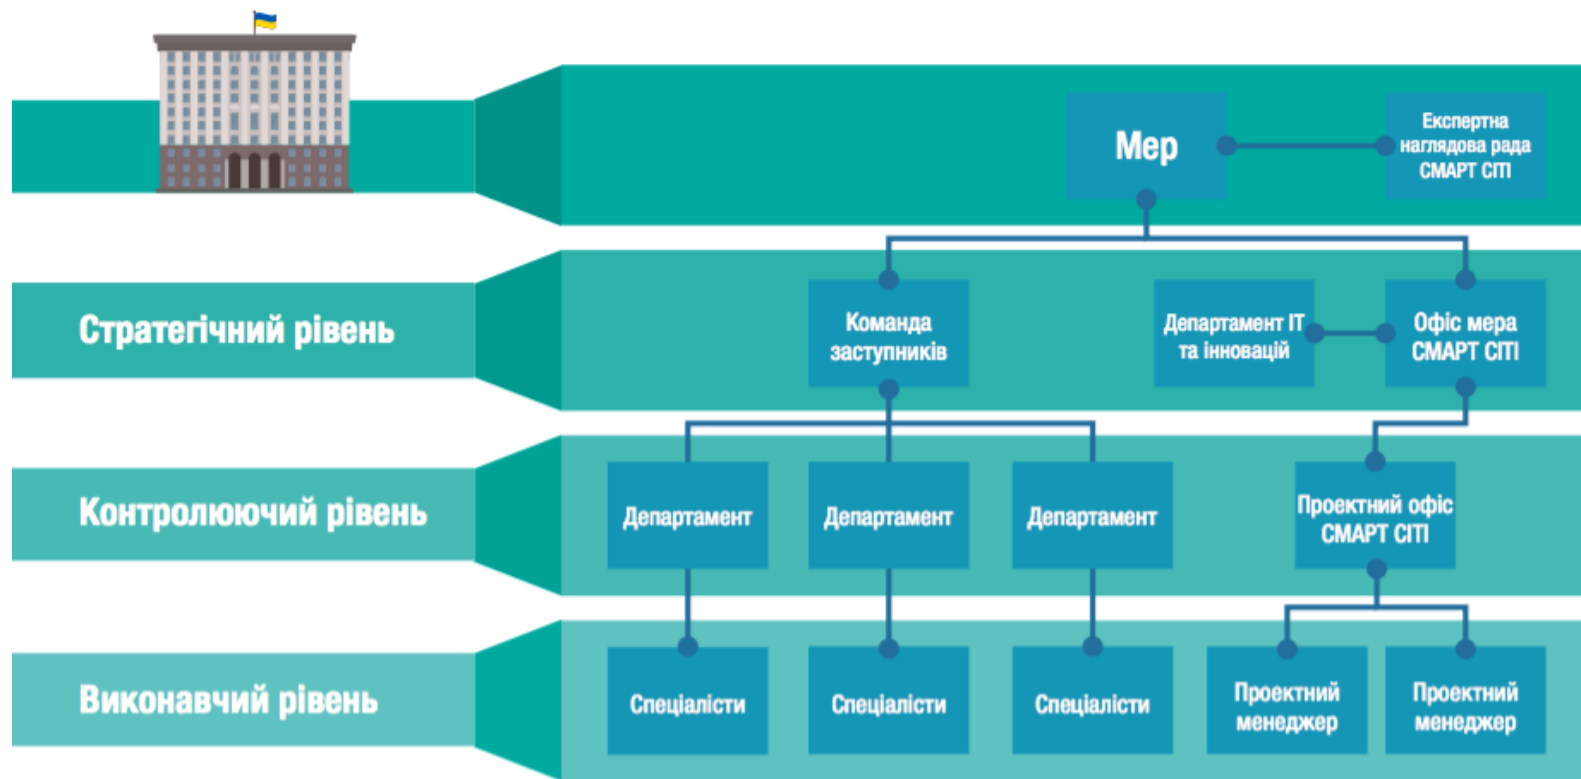 Мер
Експертна
наглядова рада
СМАРТ СІТІ
Стратегічний рівень
Команда
заступників
Департамент ІТ
та інновацій
Офіс мера
СМАРТ СІТІ
Контролюючий рівень
Департамент
Департамент
Департамент
Проектний офіс
СМАРТ СІТІ
Виконавчий рівень
Спеціалісти
Спеціалісти
Спеціалісти
Проектний
менеджер
Проектний
менеджер